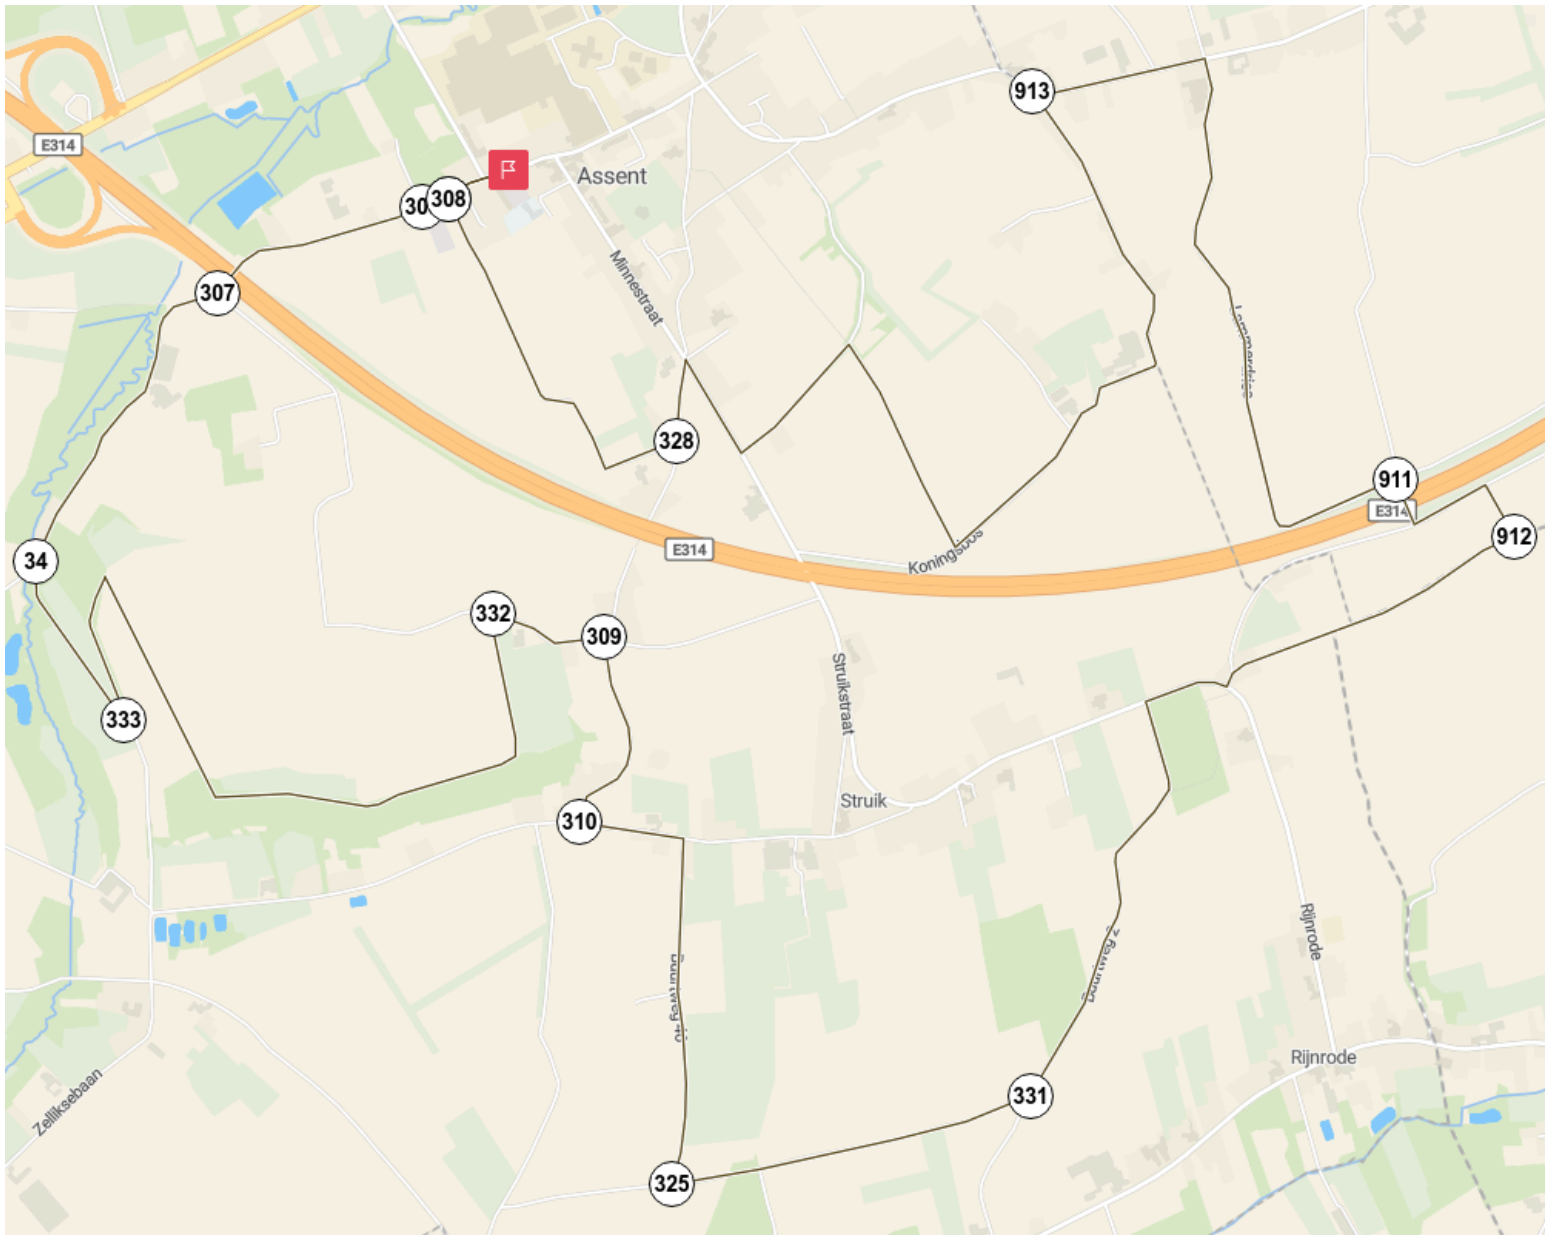 913
E314
Assent
308
307
Minnestraat
328
911
E314
Koningsbos
E314
912
34
332
309
Struikstraat
333
Struik
310
Rijnrode
Rijnrode
331
Zelliksebaan
325